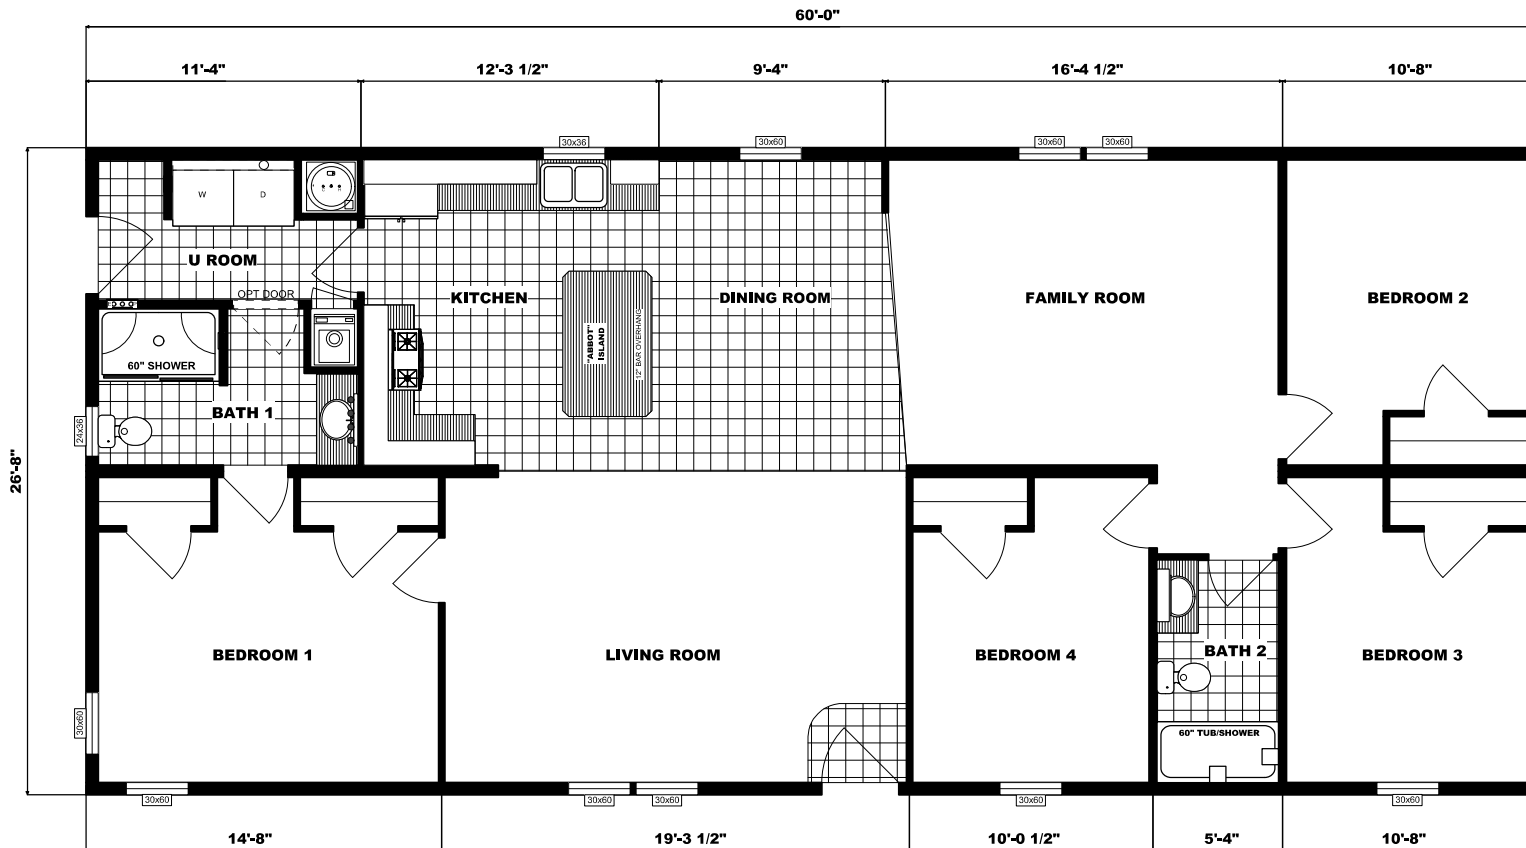 60'-0"
11'-4"
12'-3 1/2"
9'-4"
16'-4 1/2"
10'-8"
30x36
30x60
30x60
30x60
W
D
U ROOM
OPT DOOR
KITCHEN
DINING ROOM
FAMILY ROOM
BEDROOM 2
"ABBOT"
ISLAND
12" BAR OVERHANG
60" SHOWER
BATH 1
24x36
26'-8"
BEDROOM 1
LIVING ROOM
BEDROOM 4
BATH 2
BEDROOM 3
60" TUB/SHOWER
30x60
30x60
30x60
30x60
30x60
30x60
14'-8"
19'-3 1/2"
10'-0 1/2"
5'-4"
10'-8"